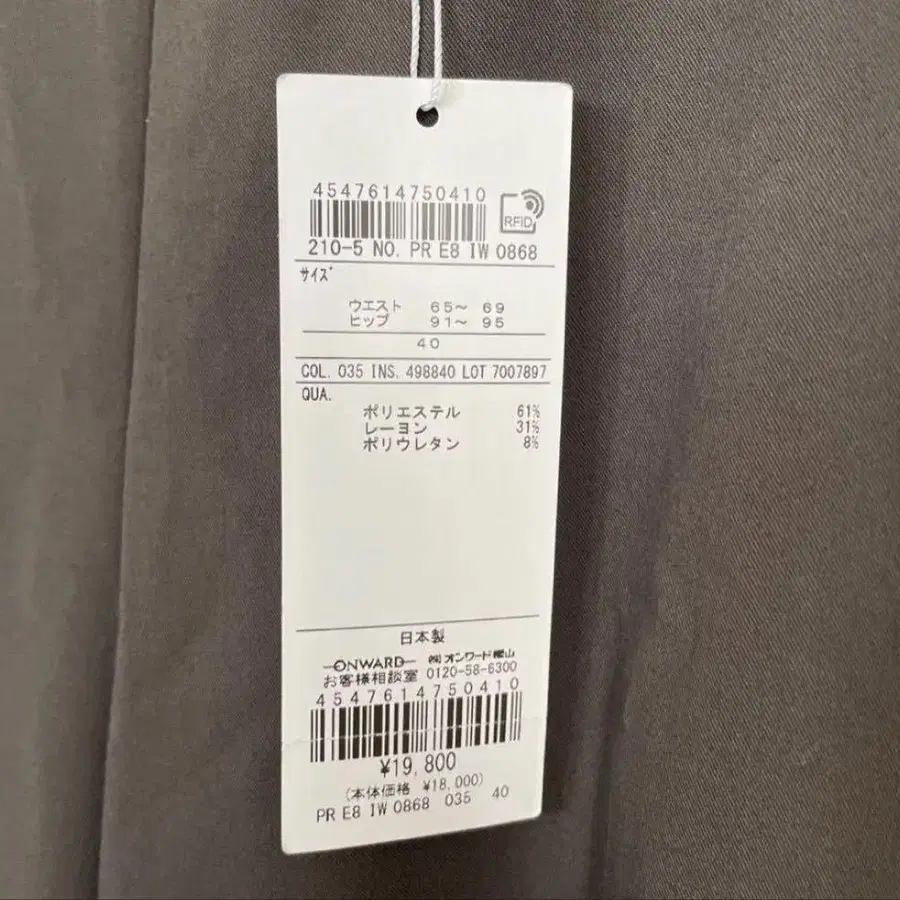 4547614750410
RFID
210-5 NO. PR E8 IW 0868
サイズ
ウエスト 65～ 69
ヒップ 91～ 95
40
COL. 035 INS. 498840 LOT 7007897
QUA.
ポリエステル 61%
レーヨン 31%
ポリウレタン 8%
日本製
ONWARD ㈱オンワード樫山
お客様相談室 0120-58-6300
4547614750410
¥19,800
(本体価格 ¥18,000)
PR E8 IW 0868 035 40